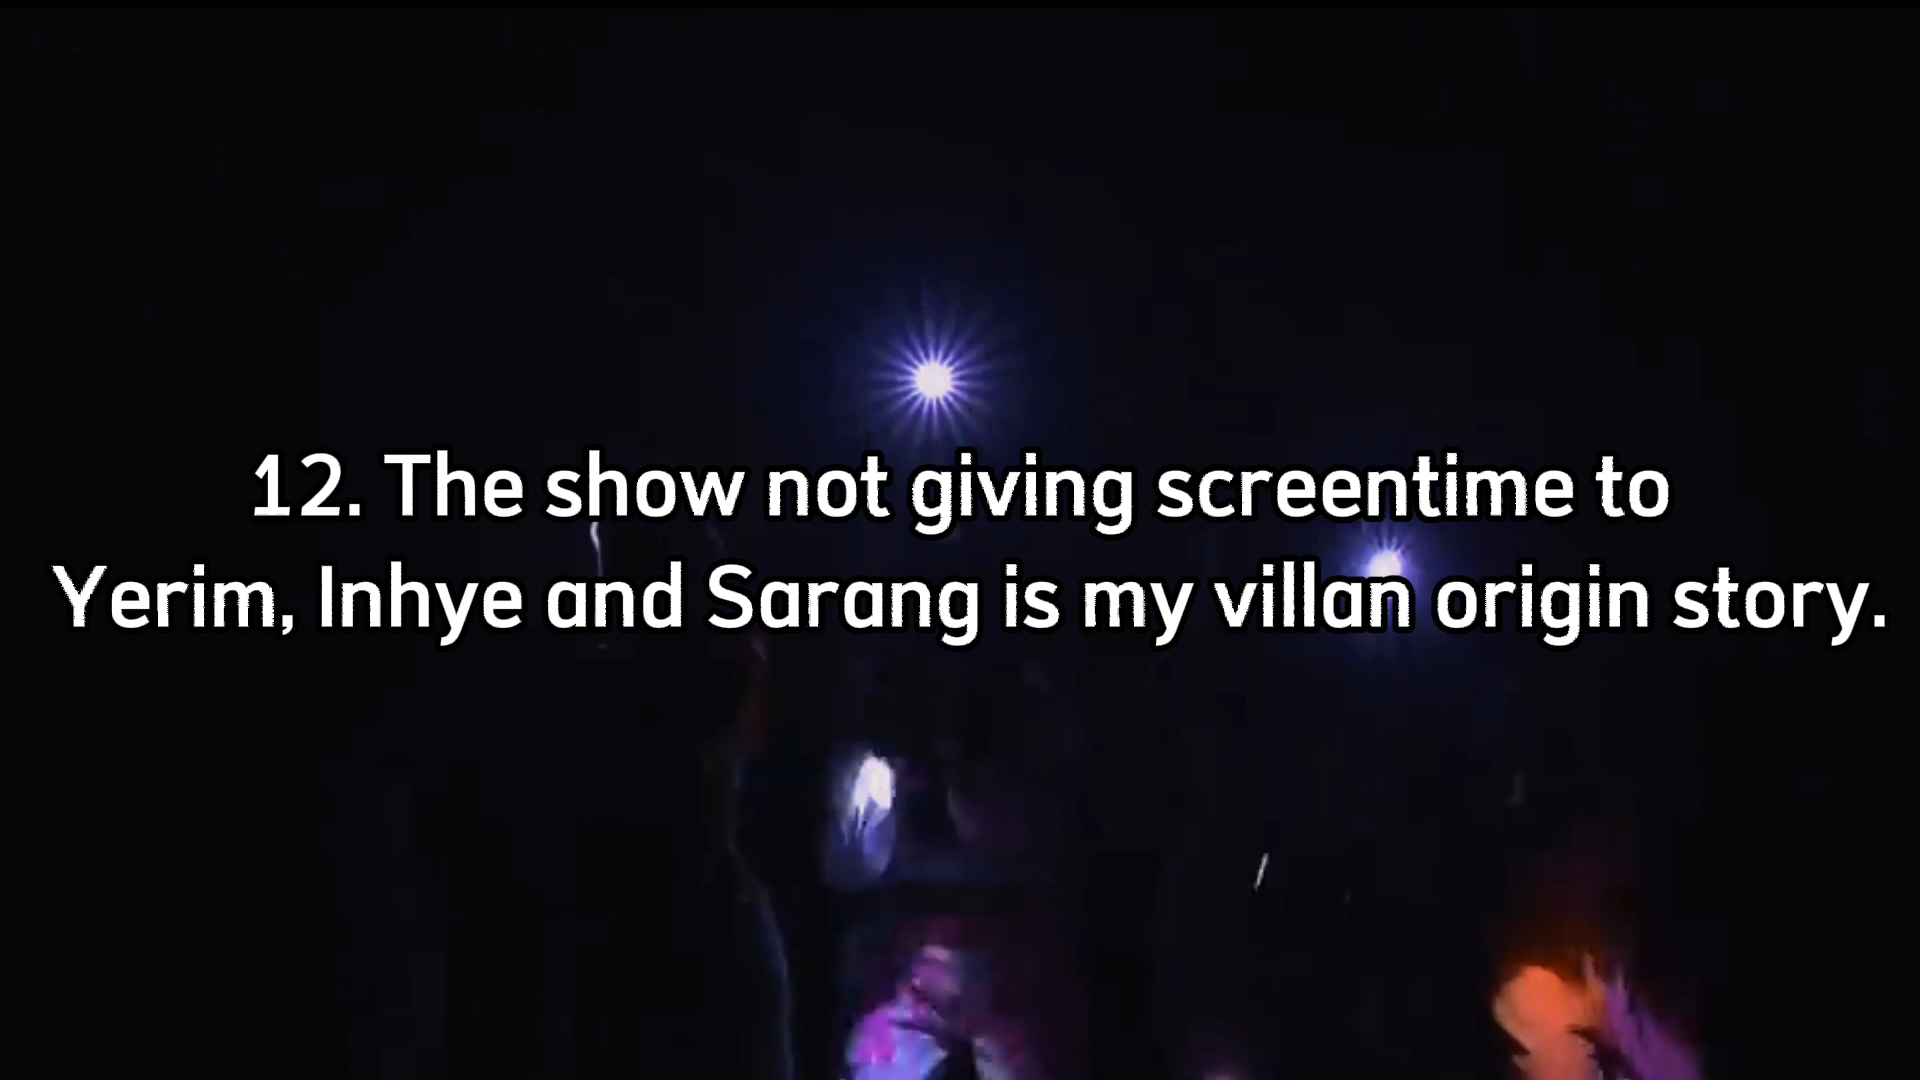 12. The show not giving screentime to
Yerim, Inhye and Sarang is my villan origin story.